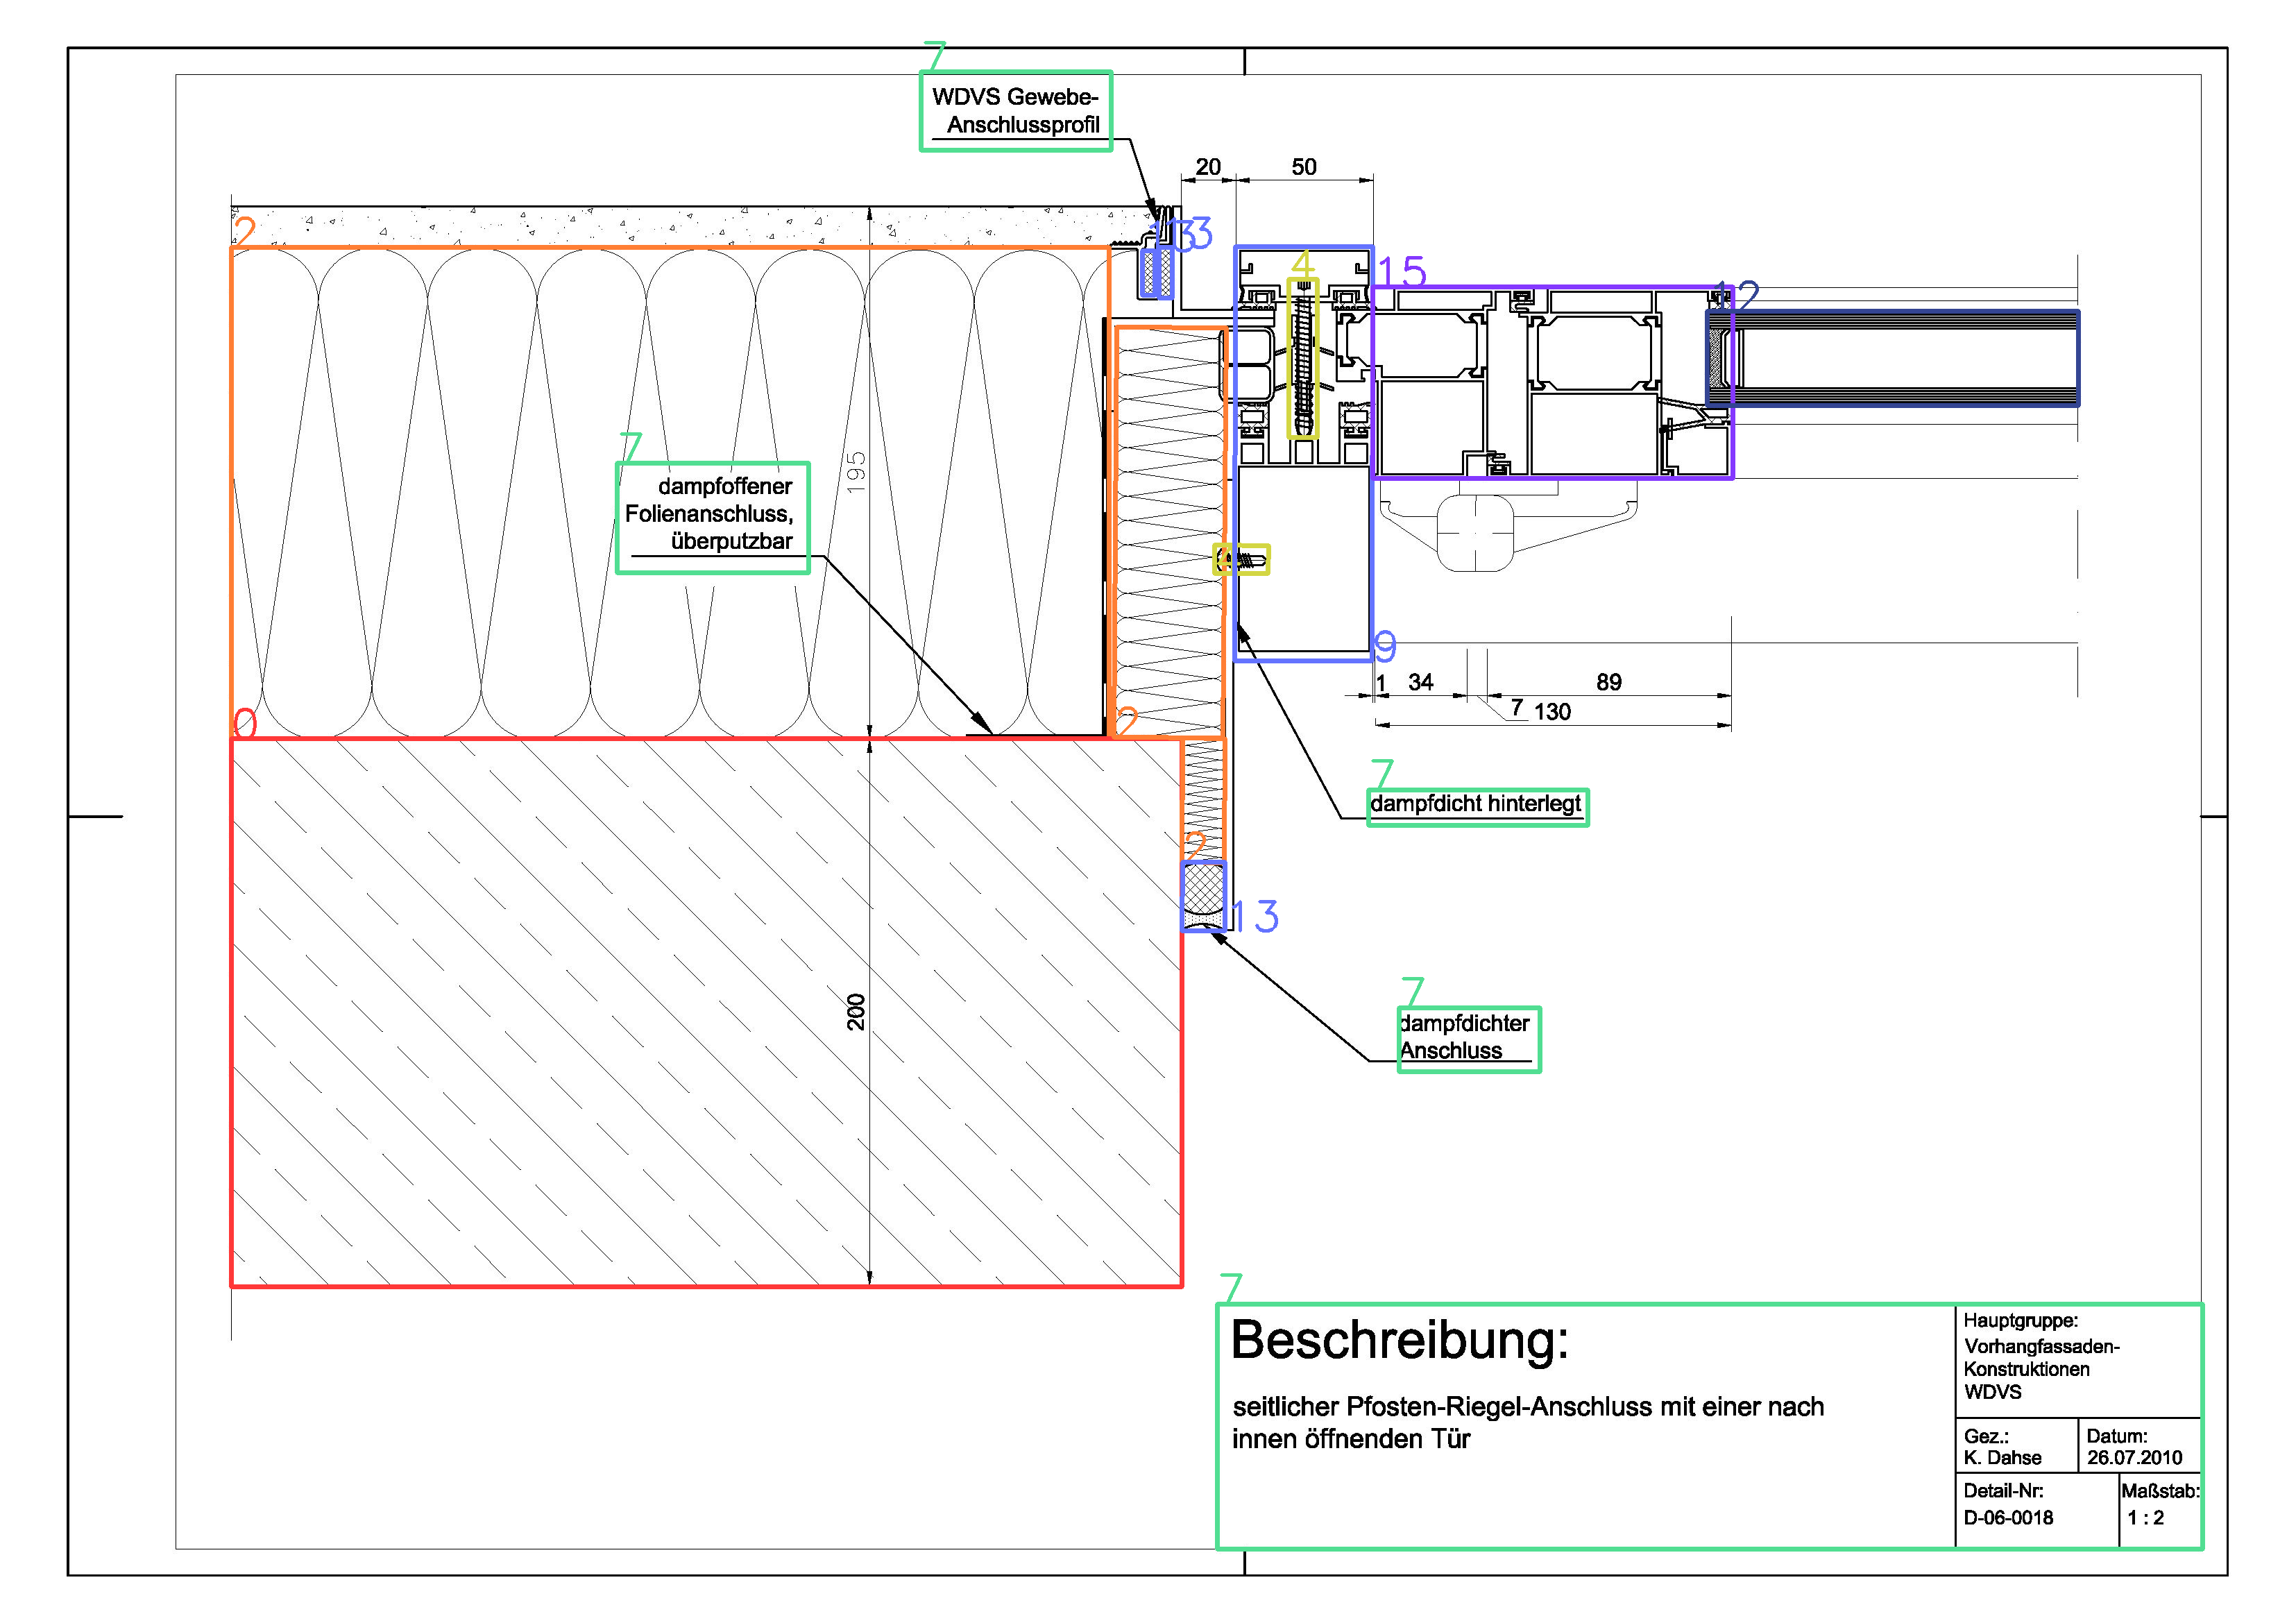 7
WDVS Gewebe-
Anschlussprofil
20
50
2
13
13
4
15
12
7
dampfoffener
Folienanschluss,
überputzbar
195
4
9
1
34
89
7
130
0
2
7
dampfdicht hinterlegt
2
13
7
dampfdichter
Anschluss
200
7
Beschreibung:
seitlicher Pfosten-Riegel-Anschluss mit einer nach
innen öffnenden Tür
Hauptgruppe:
Vorhangfassaden-
Konstruktionen
WDVS
Gez.:
K. Dahse
Datum:
26.07.2010
Detail-Nr:
D-06-0018
Maßstab:
1 : 2